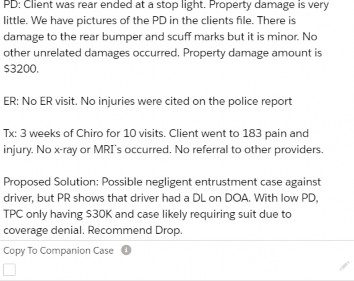 PD: Client was rear ended at a stop light. Property damage is very
little. We have pictures of the PD in the clients file. There is
damage to the rear bumper and scuff marks but it is minor. No
other unrelated damages occurred. Property damage amount is
$3200.
ER: No ER visit. No injuries were cited on the police report
Tx: 3 weeks of Chiro for 10 visits. Client went to 183 pain and
injury. No x-ray or MRI`s occurred. No referral to other providers.
Proposed Solution: Possible negligent entrustment case against
driver, but PR shows that driver had a DL on DOA. With low PD,
TPC only having $30K and case likely requiring suit due to
coverage denial. Recommend Drop.
Copy To Companion Case